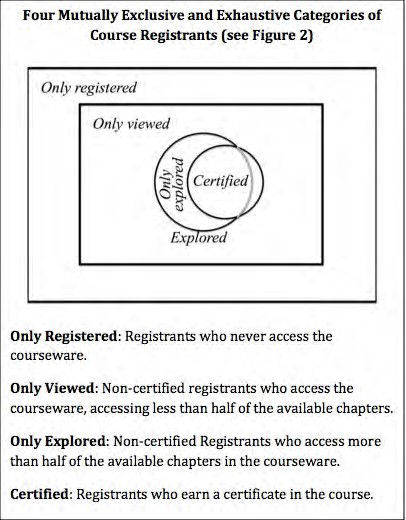 Four Mutually Exclusive and Exhaustive Categories of
Course Registrants (see Figure 2)
Only registered
Only viewed
Only
explored
Certified
Explored
Only Registered: Registrants who never access the
courseware.
Only Viewed: Non-certified registrants who access the
courseware, accessing less than half of the available chapters.
Only Explored: Non-certified Registrants who access more
than half of the available chapters in the courseware.
Certified: Registrants who earn a certificate in the course.